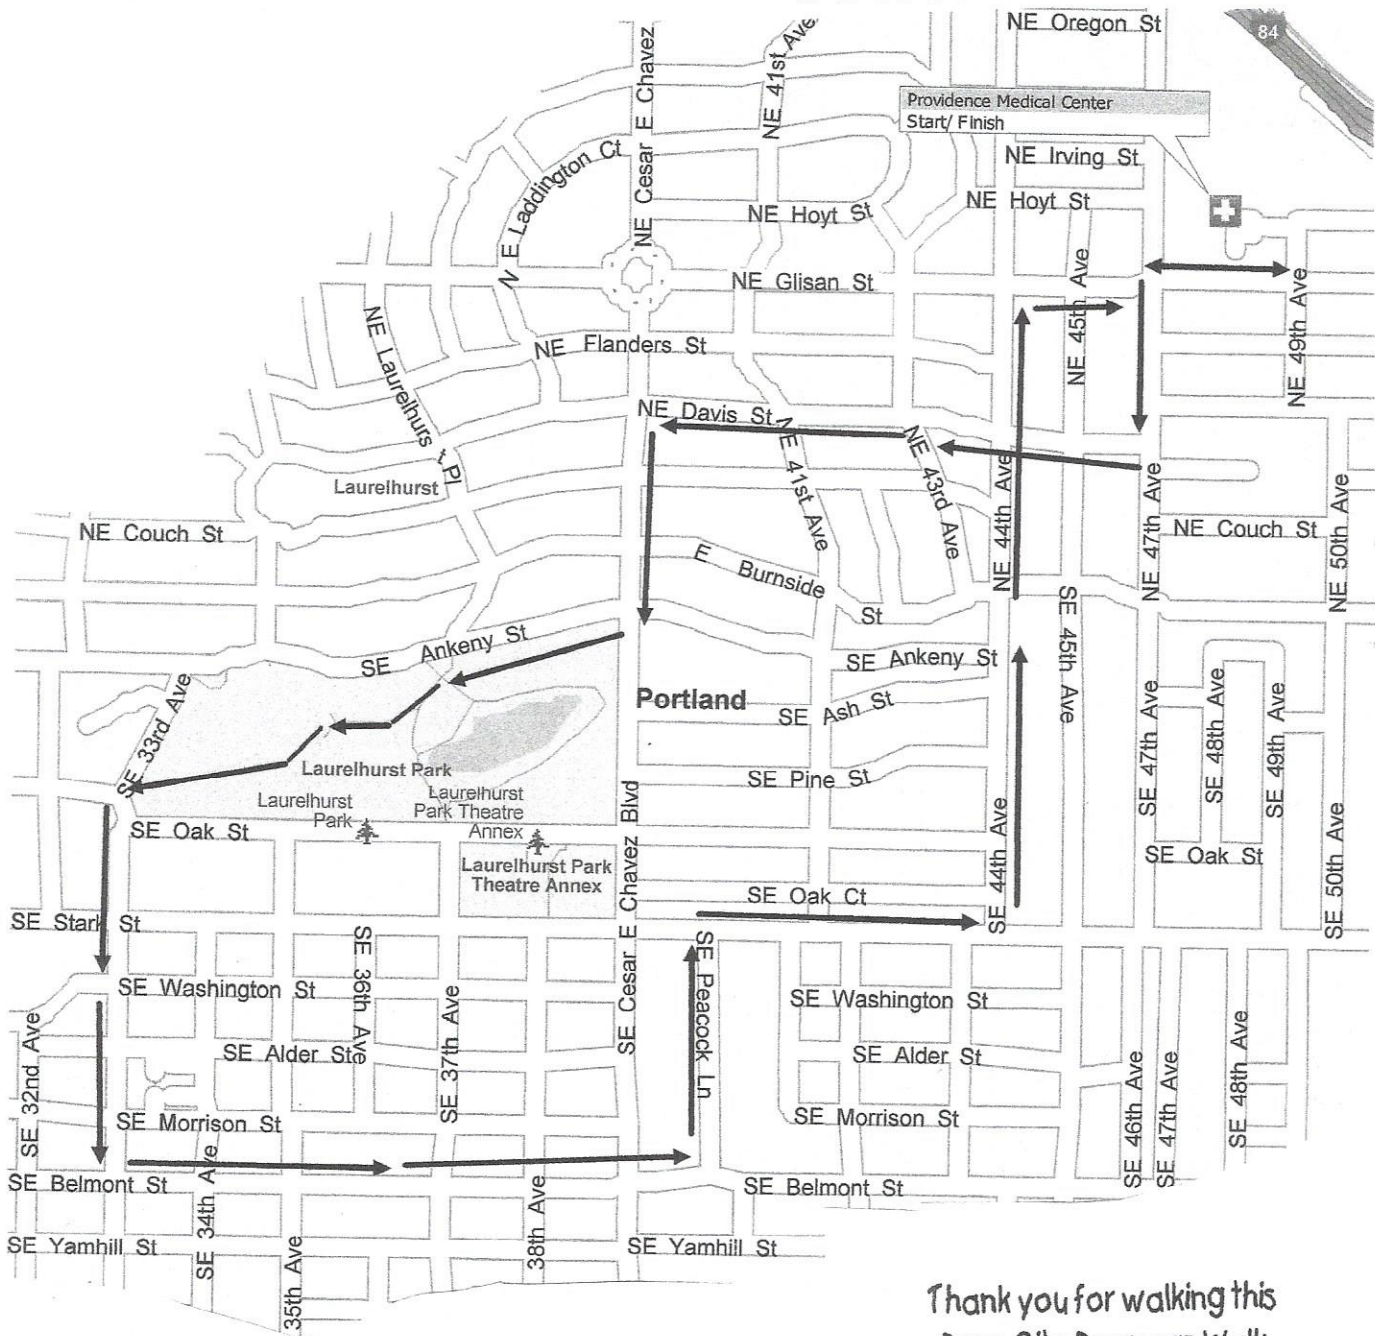 NE Oregon St
84
NE Cesar E Chavez
NE 41st Ave
Providence Medical Center
Start/ Finish
NE Irving St
N E Laddington Ct
NE Hoyt St
NE Hoyt St
NE Glisan St
NE 45th Ave
NE 49th Ave
NE Laurelhurst Pl
NE Flanders St
NE Davis St
NE 41st Ave
NE 43rd Ave
NE 44th Ave
NE 47th Ave
NE 50th Ave
Laurelhurst
NE Couch St
NE Couch St
E Burnside St
SE Ankeny St
SE Ankeny St
SE 45th Ave
SE 33rd Ave
Portland
SE Ash St
SE 47th Ave
SE 48th Ave
SE 49th Ave
SE Pine St
Laurelhurst Park
Laurelhurst
Park
Laurelhurst
Park Theatre
Annex
SE Oak St
Laurelhurst Park
Theatre Annex
SE Cesar E Chavez Blvd
SE Oak St
SE Oak Ct
SE 44th Ave
SE 50th Ave
SE Stark St
SE Washington St
SE 36th Ave
SE Peacock Ln
SE Washington St
SE 32nd Ave
SE Alder St
SE 37th Ave
SE Alder St
SE Morrison St
SE Morrison St
SE 46th Ave
SE 47th Ave
SE 48th Ave
SE Belmont St
SE 34th Ave
38th Ave
SE Belmont St
SE Yamhill St
35th Ave
SE Yamhill St
Thank you for walking this